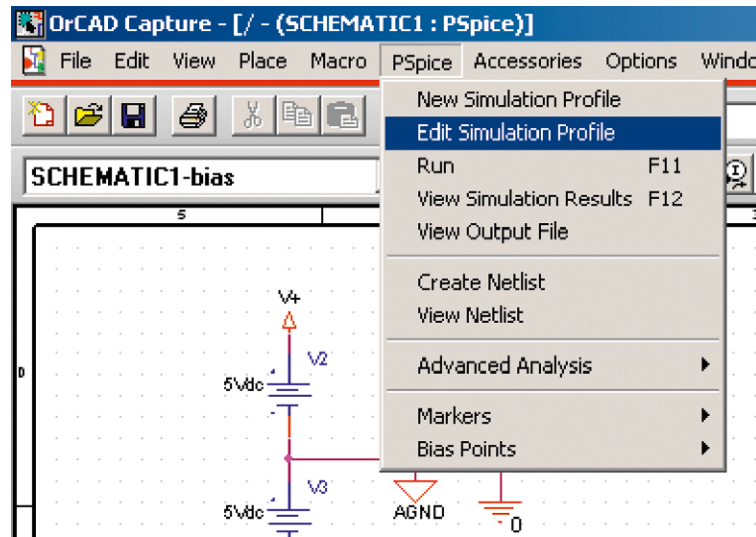 OrCAD Capture - [/ - (SCHEMATIC1 : PSpice)]
File Edit View Place Macro PSpice Accessories Options
New Simulation Profile
Edit Simulation Profile
Run F11
View Simulation Results F12
View Output File
Create Netlist
View Netlist
Advanced Analysis
Markers
Bias Points
SCHEMATIC1-bias
5
D
V+
V2
5Vdc
V3
5Vdc
AGND
0